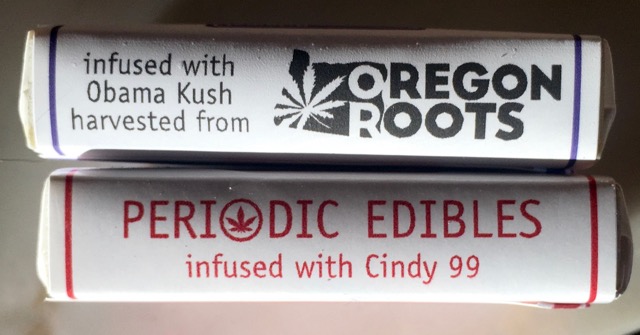 infused with
Obama Kush
harvested from
OREGON
ROOTS
PERIODIC EDIBLES
infused with Cindy 99